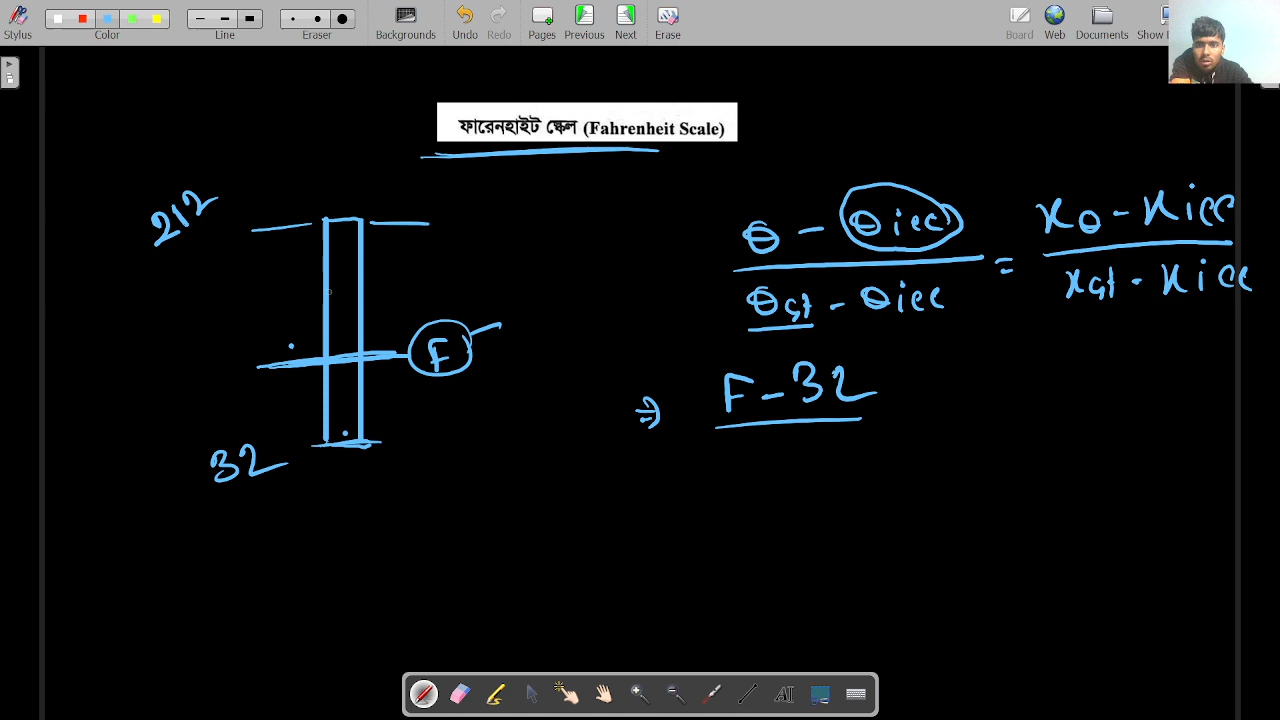 Stylus Color Line Eraser Backgrounds Undo Redo Pages Previous Next Erase Board Web Documents
ফারেনহাইট স্কেল (Fahrenheit Scale)
212
θ - θice / θst - θice = xθ - xice / xst - xice
F
⇒ F - 32
32